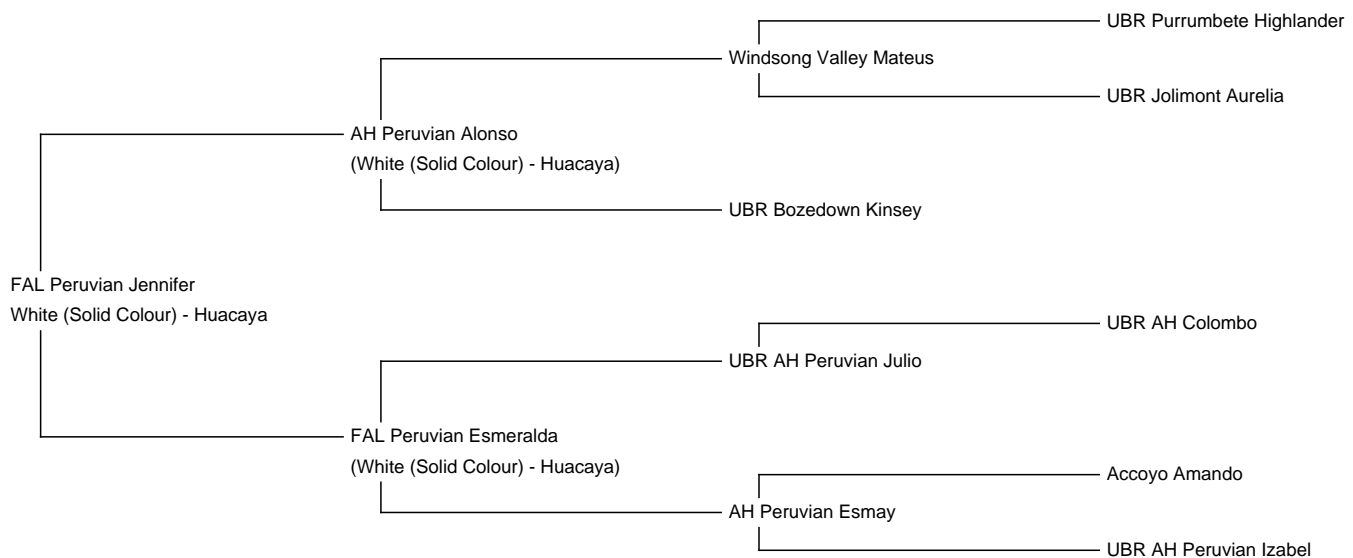 UBR Purrumbete Highlander
Windsong Valley Mateus
UBR Jolimont Aurelia
AH Peruvian Alonso
(White (Solid Colour) - Huacaya)
UBR Bozedown Kinsey
FAL Peruvian Jennifer
White (Solid Colour) - Huacaya
UBR AH Colombo
UBR AH Peruvian Julio
FAL Peruvian Esmeralda
(White (Solid Colour) - Huacaya)
Accoyo Amando
AH Peruvian Esmay
UBR AH Peruvian Izabel